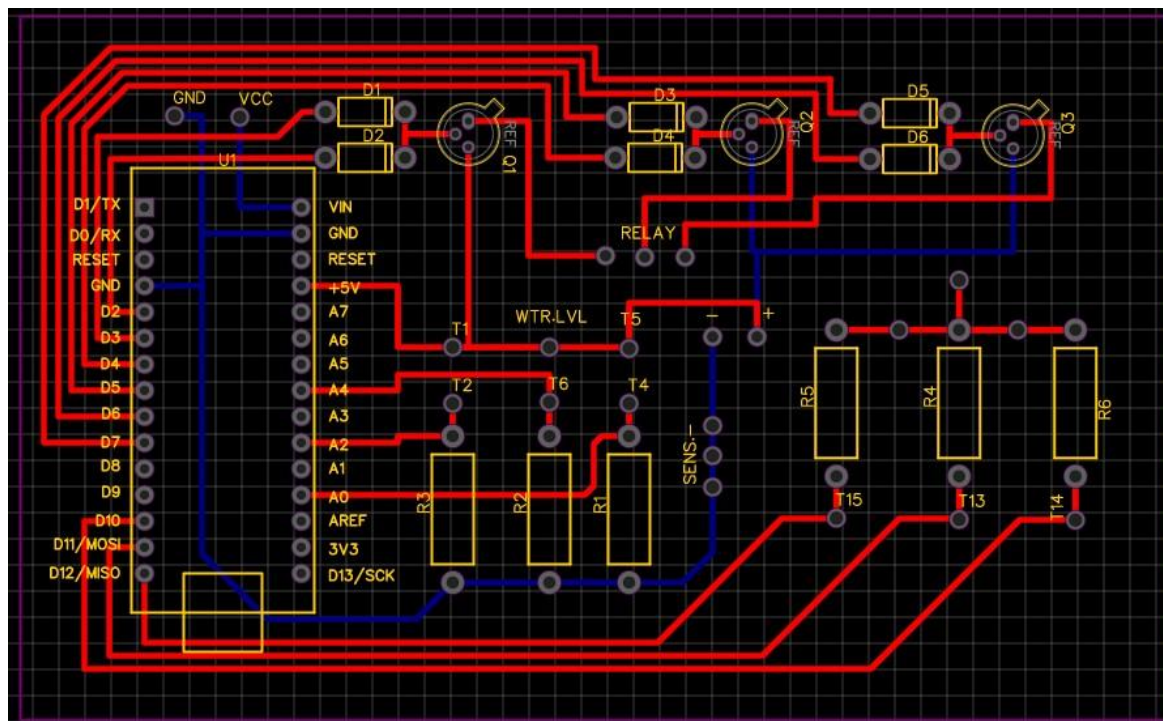 GND
VCC
D1
D2
REF
Q1
D3
D4
REF
Q2
D5
D6
REF
Q3
U1
D1/TX
D0/RX
RESET
GND
D2
D3
D4
D5
D6
D7
D8
D9
D10
D11/MOSI
D12/MISO
VIN
GND
RESET
+5V
A7
A6
A5
A4
A3
A2
A1
A0
AREF
3V3
D13/SCK
RELAY
T1
WTR.LVL
T5
-
+
T2
T6
T4
SENS.-
R3
R2
R1
R5
R4
R6
T15
T13
T14